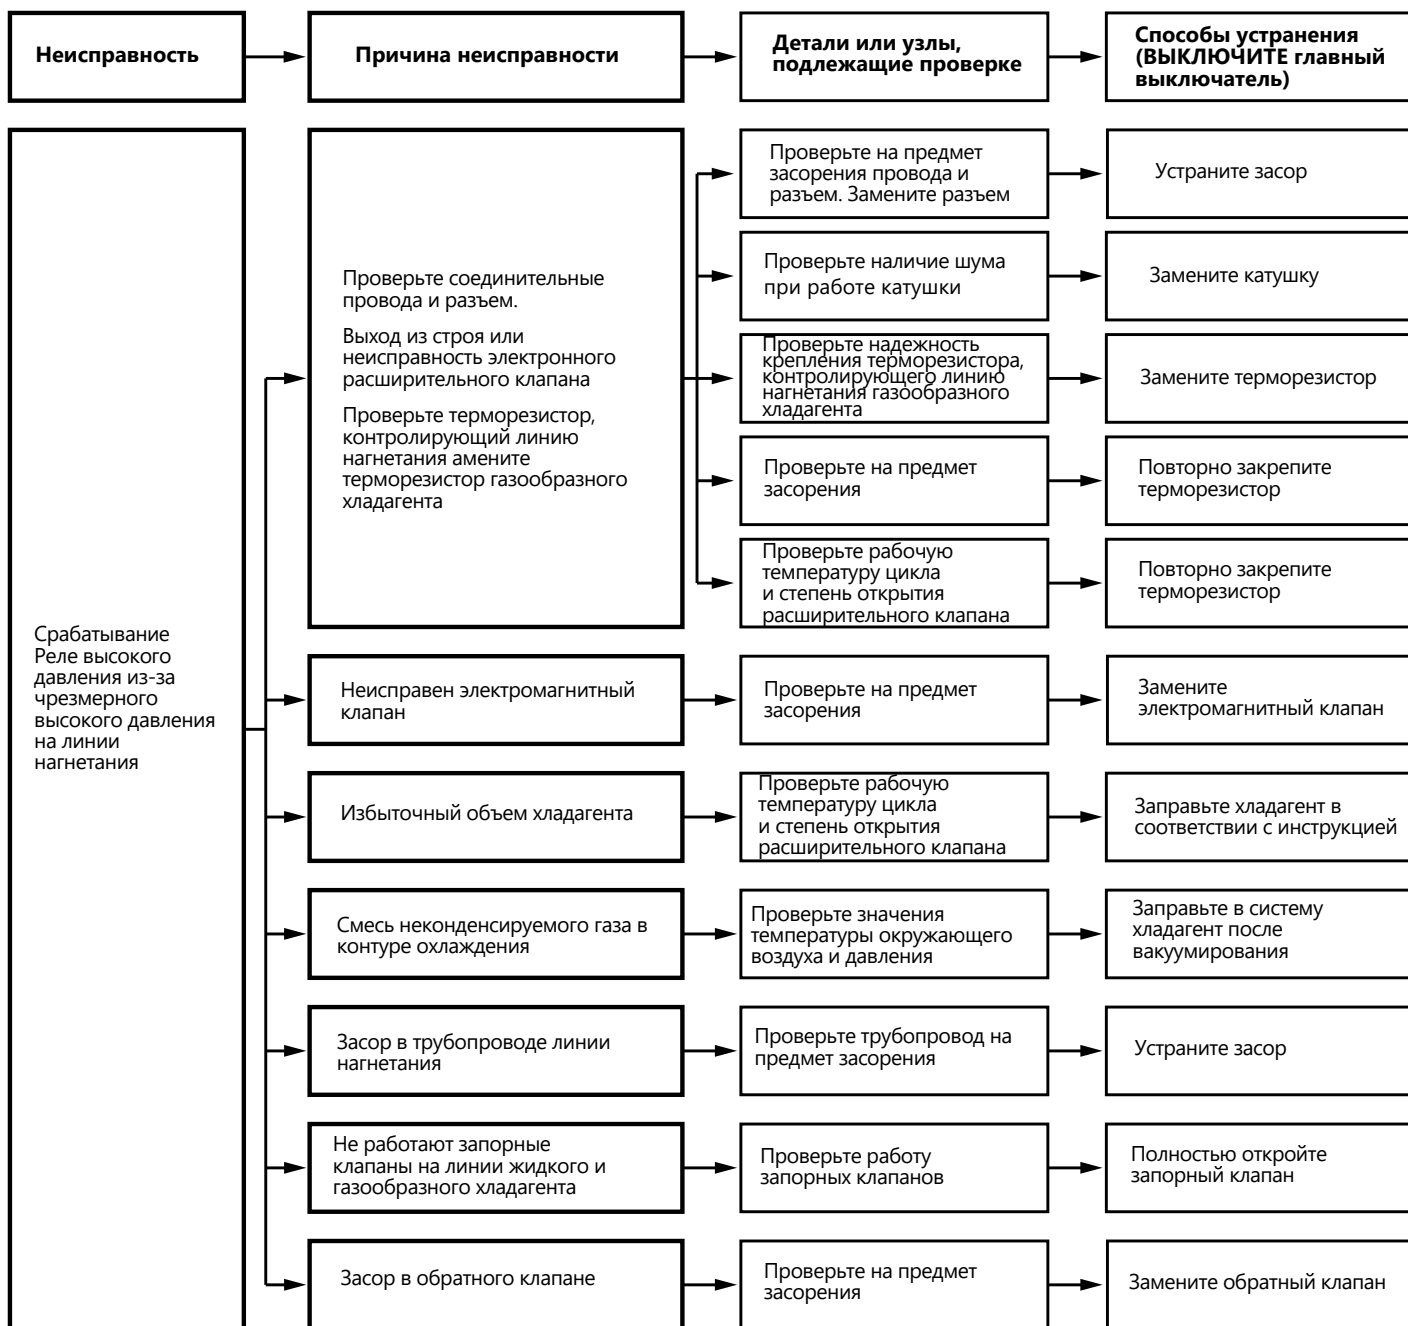 Неисправность
Причина неисправности
Детали или узлы,
подлежащие проверке
Способы устранения
(ВЫКЛЮЧИТЕ главный
выключатель)
Срабатывание
Реле высокого
давления из-за
чрезмерного
высокого давления
на линии
нагнетания
Проверьте соединительные
провода и разъем.
Выход из строя или
неисправность электронного
расширительного клапана
Проверьте терморезистор,
контролирующий линию
нагнетания амените
терморезистор газообразного
хладагента
Проверьте на предмет
засорения провода и
разъем. Замените разъем
Устраните засор
Проверьте наличие шума
при работе катушки
Замените катушку
Проверьте надежность
крепления терморезистора,
контролирующего линию
нагнетания газообразного
хладагента
Замените терморезистор
Проверьте на предмет
засорения
Повторно закрепите
терморезистор
Проверьте рабочую
температуру цикла
и степень открытия
расширительного клапана
Повторно закрепите
терморезистор
Неисправен электромагнитный
клапан
Проверьте на предмет
засорения
Замените
электромагнитный клапан
Избыточный объем хладагента
Проверьте рабочую
температуру цикла
и степень открытия
расширительного клапана
Заправьте хладагент в
соответствии с инструкцией
Смесь неконденсируемого газа в
контуре охлаждения
Проверьте значения
температуры окружающего
воздуха и давления
Заправьте в систему
хладагент после
вакуумирования
Засор в трубопроводе линии
нагнетания
Проверьте трубопровод на
предмет засорения
Устраните засор
Не работают запорные
клапаны на линии жидкого и
газообразного хладагента
Проверьте работу
запорных клапанов
Полностью откройте
запорный клапан
Засор в обратного клапане
Проверьте на предмет
засорения
Замените обратный клапан